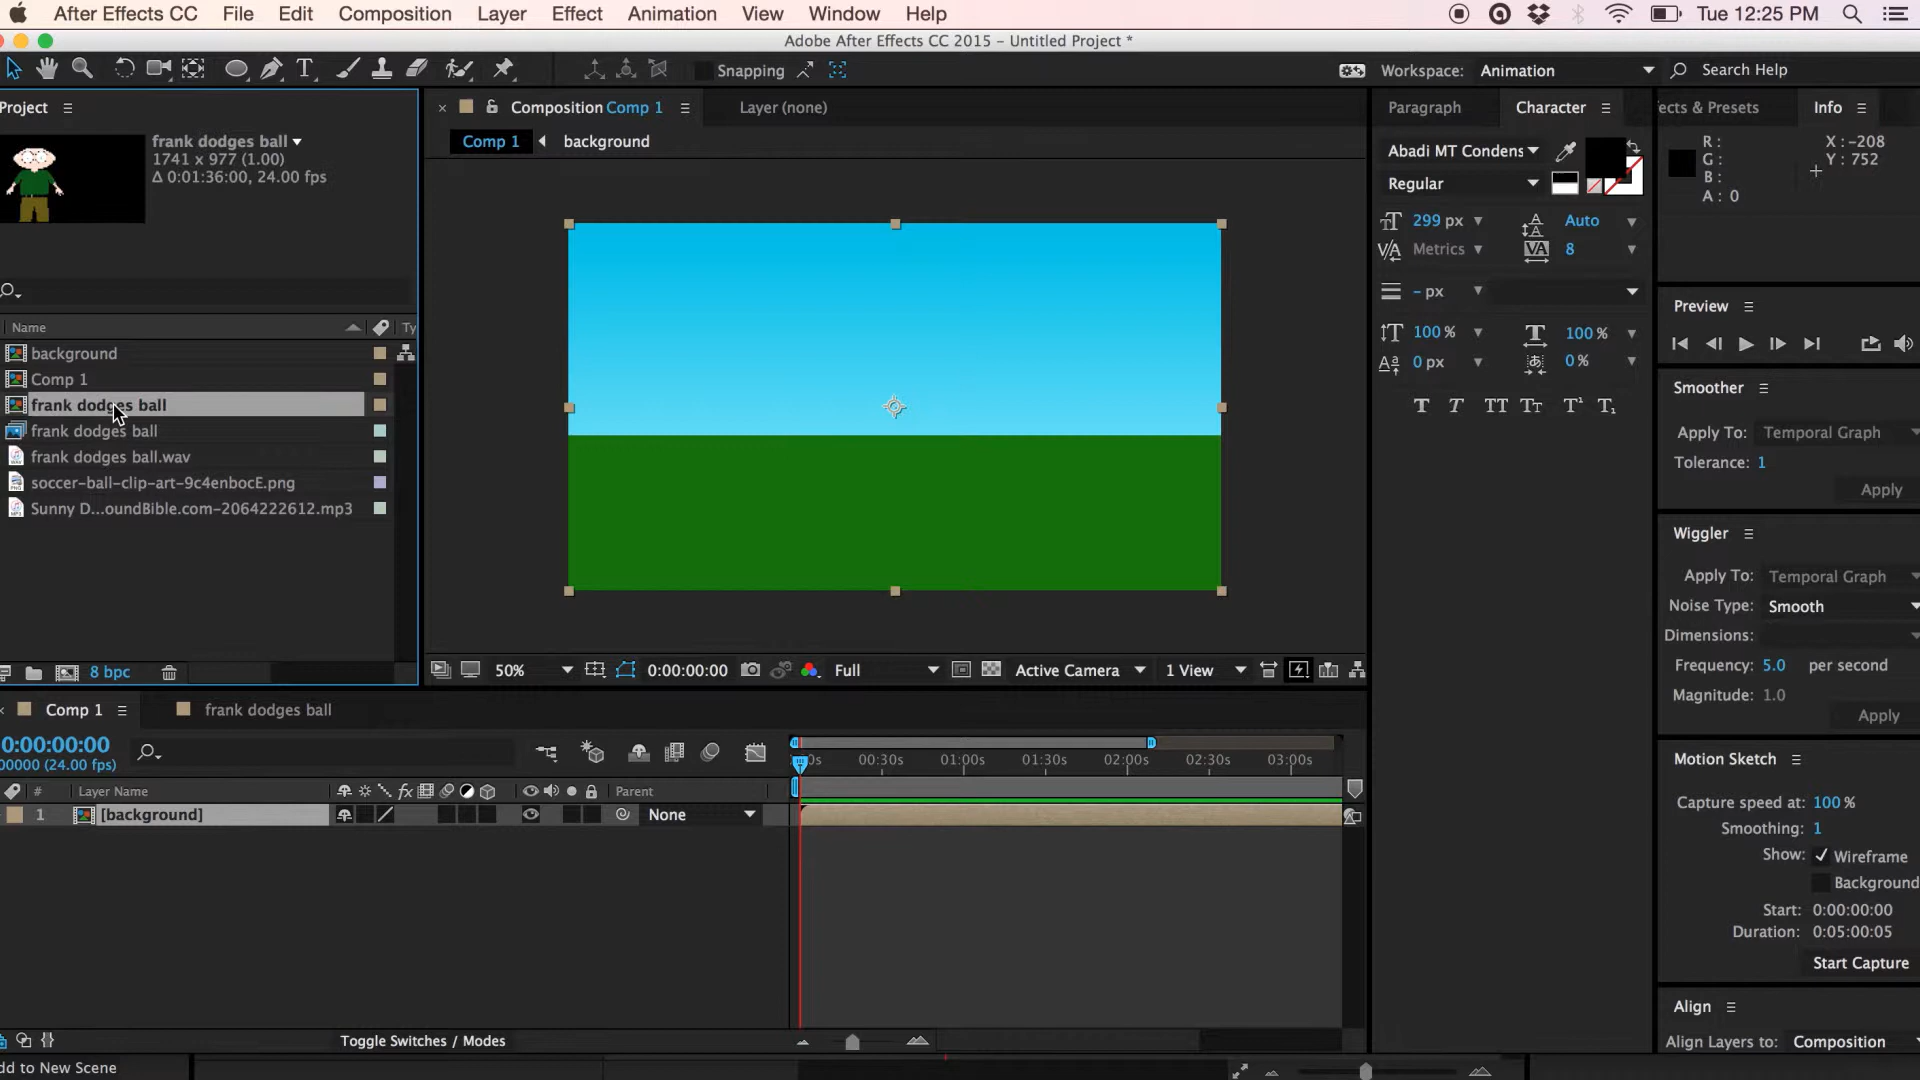 After Effects CC File Edit Composition Layer Effect Animation View Window Help Tue 12:25 PM
Adobe After Effects CC 2015 – Untitled Project *
T Snapping Workspace: Animation Search Help
Project
frank dodges ball
1741 x 977 (1.00)
Δ 0:01:36:00, 24.00 fps
Name Ty
background
Comp 1
frank dodges ball
frank dodges ball
frank dodges ball.wav
soccer-ball-clip-art-9c4enbocE.png
Sunny D...oundBible.com-2064222612.mp3
8 bpc
× Composition Comp 1 Layer (none)
Comp 1 background
50% 0:00:00:00 Full Active Camera 1 View
Paragraph Character
Abadi MT Condens
Regular
299 px Auto
Metrics 8
– px
100 % 100 %
0 px 0 %
T T TT Tt T¹ T₁
fects & Presets Info
R : X : -208
G : Y : 752
B :
A : 0
Preview
Smoother
Apply To: Temporal Graph
Tolerance: 1
Apply
Wiggler
Apply To: Temporal Graph
Noise Type: Smooth
Dimensions:
Frequency: 5.0 per second
Magnitude: 1.0
Apply
Motion Sketch
Capture speed at: 100 %
Smoothing: 1
Show: Wireframe
Background
Start: 0:00:00:00
Duration: 0:05:00:05
Start Capture
Align
Align Layers to: Composition
Comp 1 frank dodges ball
0:00:00:00
00000 (24.00 fps)
0s 00:30s 01:00s 01:30s 02:00s 02:30s 03:00s
# Layer Name fx Parent
1 [background] None
Toggle Switches / Modes
dd to New Scene